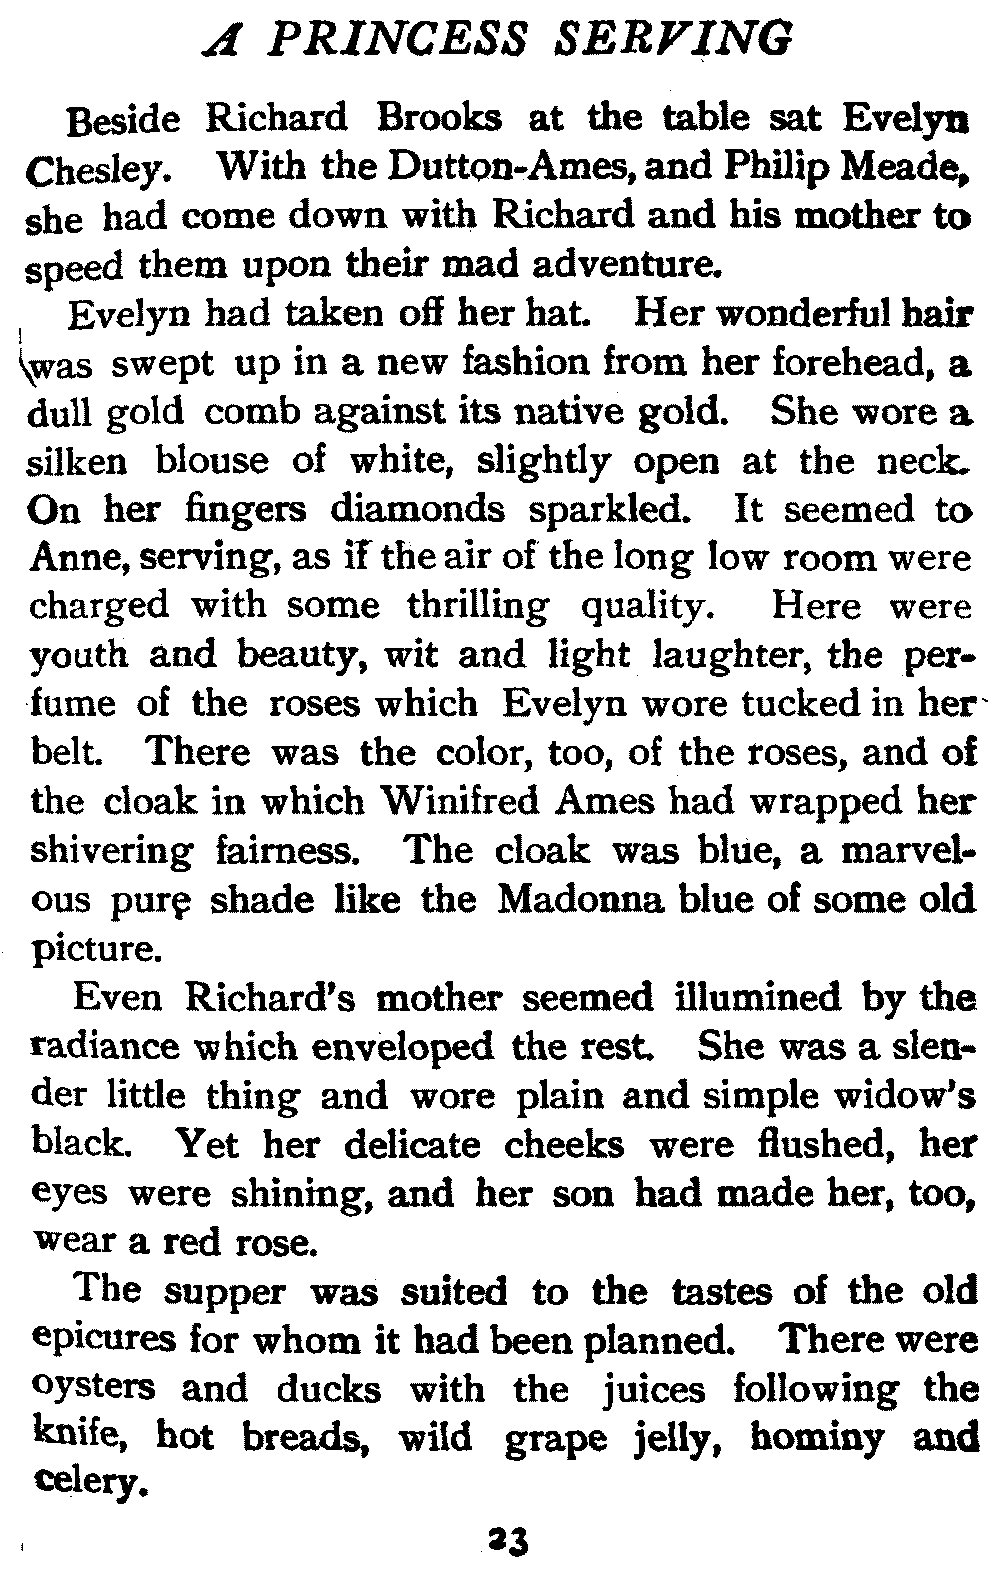 A PRINCESS SERVING
Beside Richard Brooks at the table sat Evelyn
Chesley. With the Dutton-Ames, and Philip Meade,
she had come down with Richard and his mother to
speed them upon their mad adventure.
Evelyn had taken off her hat. Her wonderful hair
was swept up in a new fashion from her forehead, a
dull gold comb against its native gold. She wore a
silken blouse of white, slightly open at the neck.
On her fingers diamonds sparkled. It seemed to
Anne, serving, as if the air of the long low room were
charged with some thrilling quality. Here were
youth and beauty, wit and light laughter, the per-
fume of the roses which Evelyn wore tucked in her
belt. There was the color, too, of the roses, and of
the cloak in which Winifred Ames had wrapped her
shivering fairness. The cloak was blue, a marvel-
ous pure shade like the Madonna blue of some old
picture.
Even Richard's mother seemed illumined by the
radiance which enveloped the rest. She was a slen-
der little thing and wore plain and simple widow's
black. Yet her delicate cheeks were flushed, her
eyes were shining, and her son had made her, too,
wear a red rose.
The supper was suited to the tastes of the old
epicures for whom it had been planned. There were
oysters and ducks with the juices following the
knife, hot breads, wild grape jelly, hominy and
celery.
23